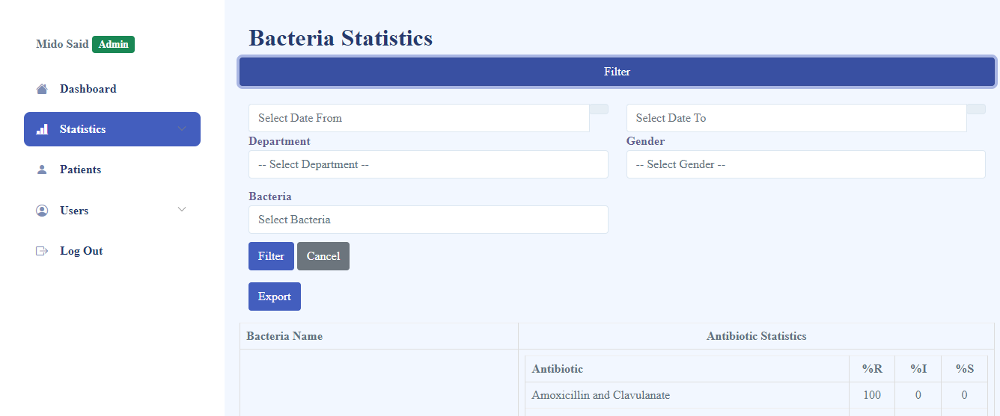 Mido Said Admin
Dashboard
Statistics
Patients
Users
Log Out
Bacteria Statistics
Filter
Select Date From
Select Date To
Department
Gender
-- Select Department --
-- Select Gender --
Bacteria
Select Bacteria
Filter Cancel
Export
Bacteria Name Antibiotic Statistics
Antibiotic %R %I %S
Amoxicillin and Clavulanate 100 0 0